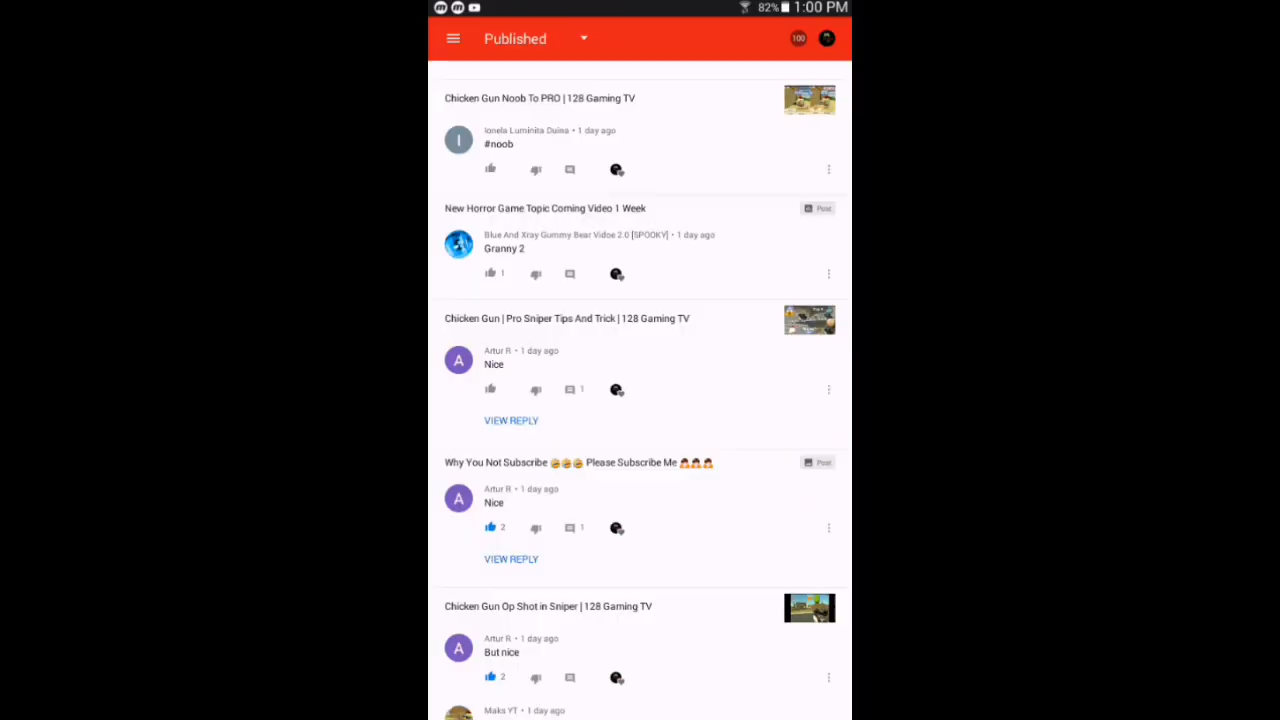 82% 1:00 PM
Published
100
Chicken Gun Noob To PRO | 128 Gaming TV
Ionela Luminita Duina • 1 day ago
I
#noob
New Horror Game Topic Coming Video 1 Week
Post
Blue And Xray Gummy Bear Vidoe 2.0 [SPOOKY] • 1 day ago
Granny 2
1
Chicken Gun | Pro Sniper Tips And Trick | 128 Gaming TV
Artur R • 1 day ago
A
Nice
1
VIEW REPLY
Why You Not Subscribe 🤣🤣🤣 Please Subscribe Me 🙏🙏🙏
Post
Artur R • 1 day ago
A
Nice
2 1
VIEW REPLY
Chicken Gun Op Shot in Sniper | 128 Gaming TV
Artur R • 1 day ago
A
But nice
2
Maks YT • 1 day ago